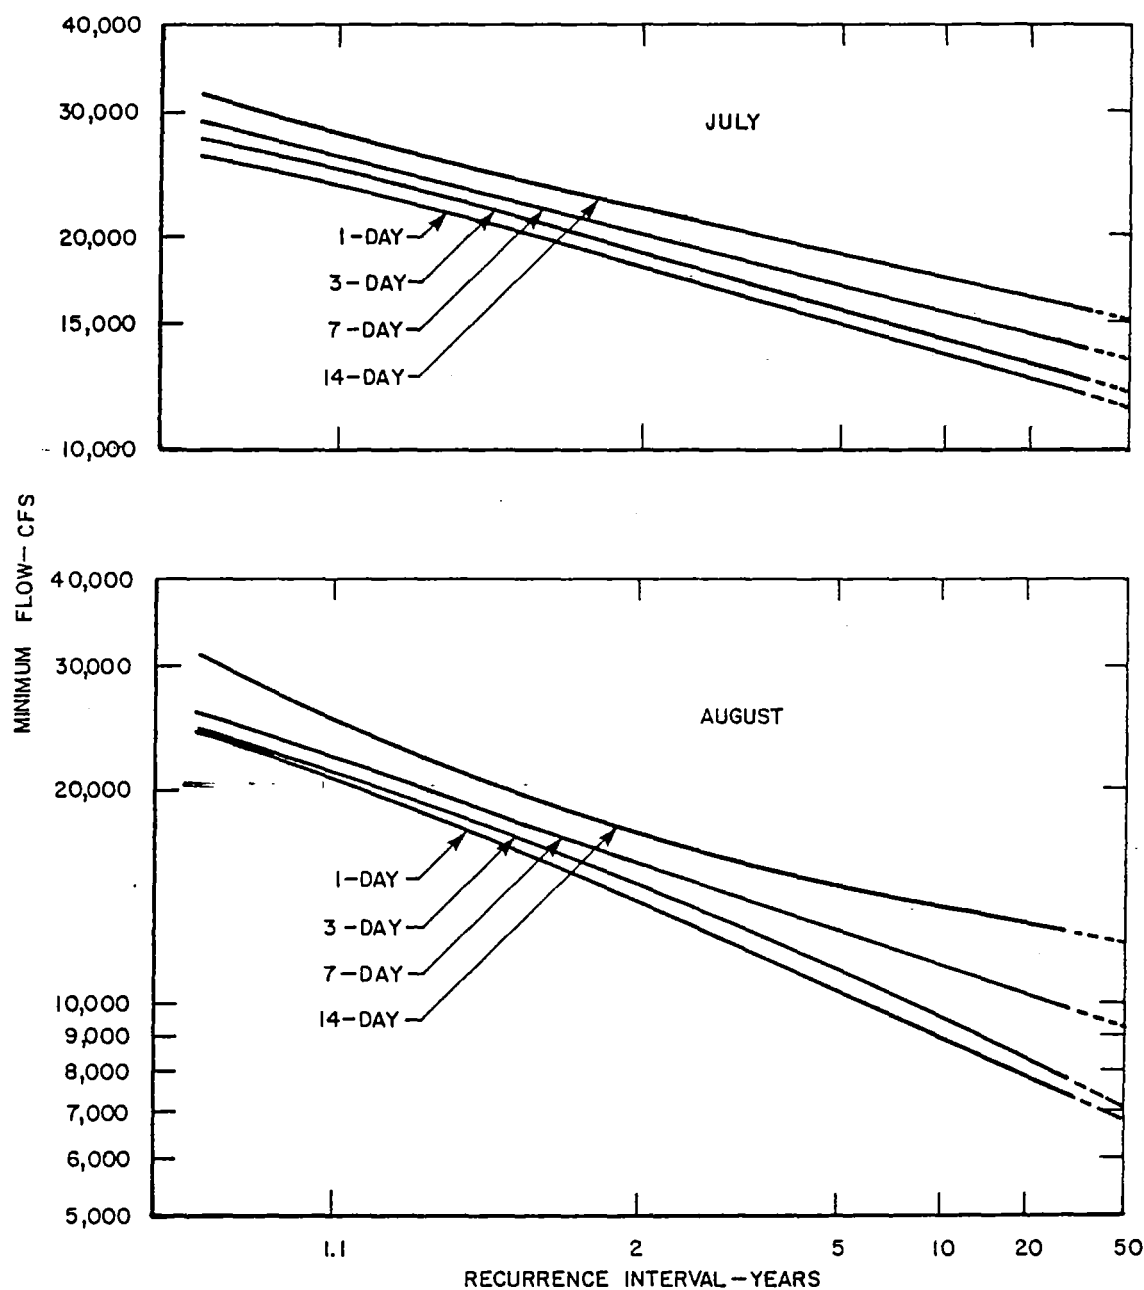 40,000
30,000
20,000
15,000
10,000
JULY
1-DAY
3-DAY
7-DAY
14-DAY
MINIMUM FLOW-CFS
40,000
30,000
20,000
10,000
9,000
8,000
7,000
6,000
5,000
AUGUST
1-DAY
3-DAY
7-DAY
14-DAY
1.1 2 5 10 20 50
RECURRENCE INTERVAL-YEARS